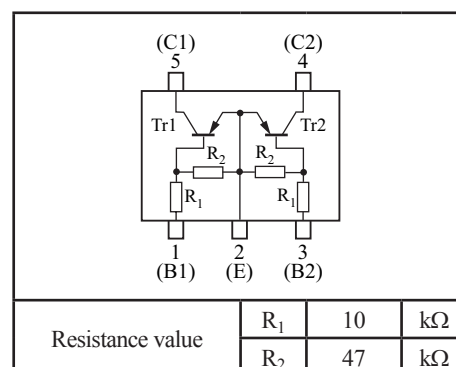 (C1) (C2)
5 4
Tr1 Tr2
R₂ R₂
R₁ R₁
1 2 3
(B1) (E) (B2)
Resistance value R₁ 10 kΩ
R₂ 47 kΩ